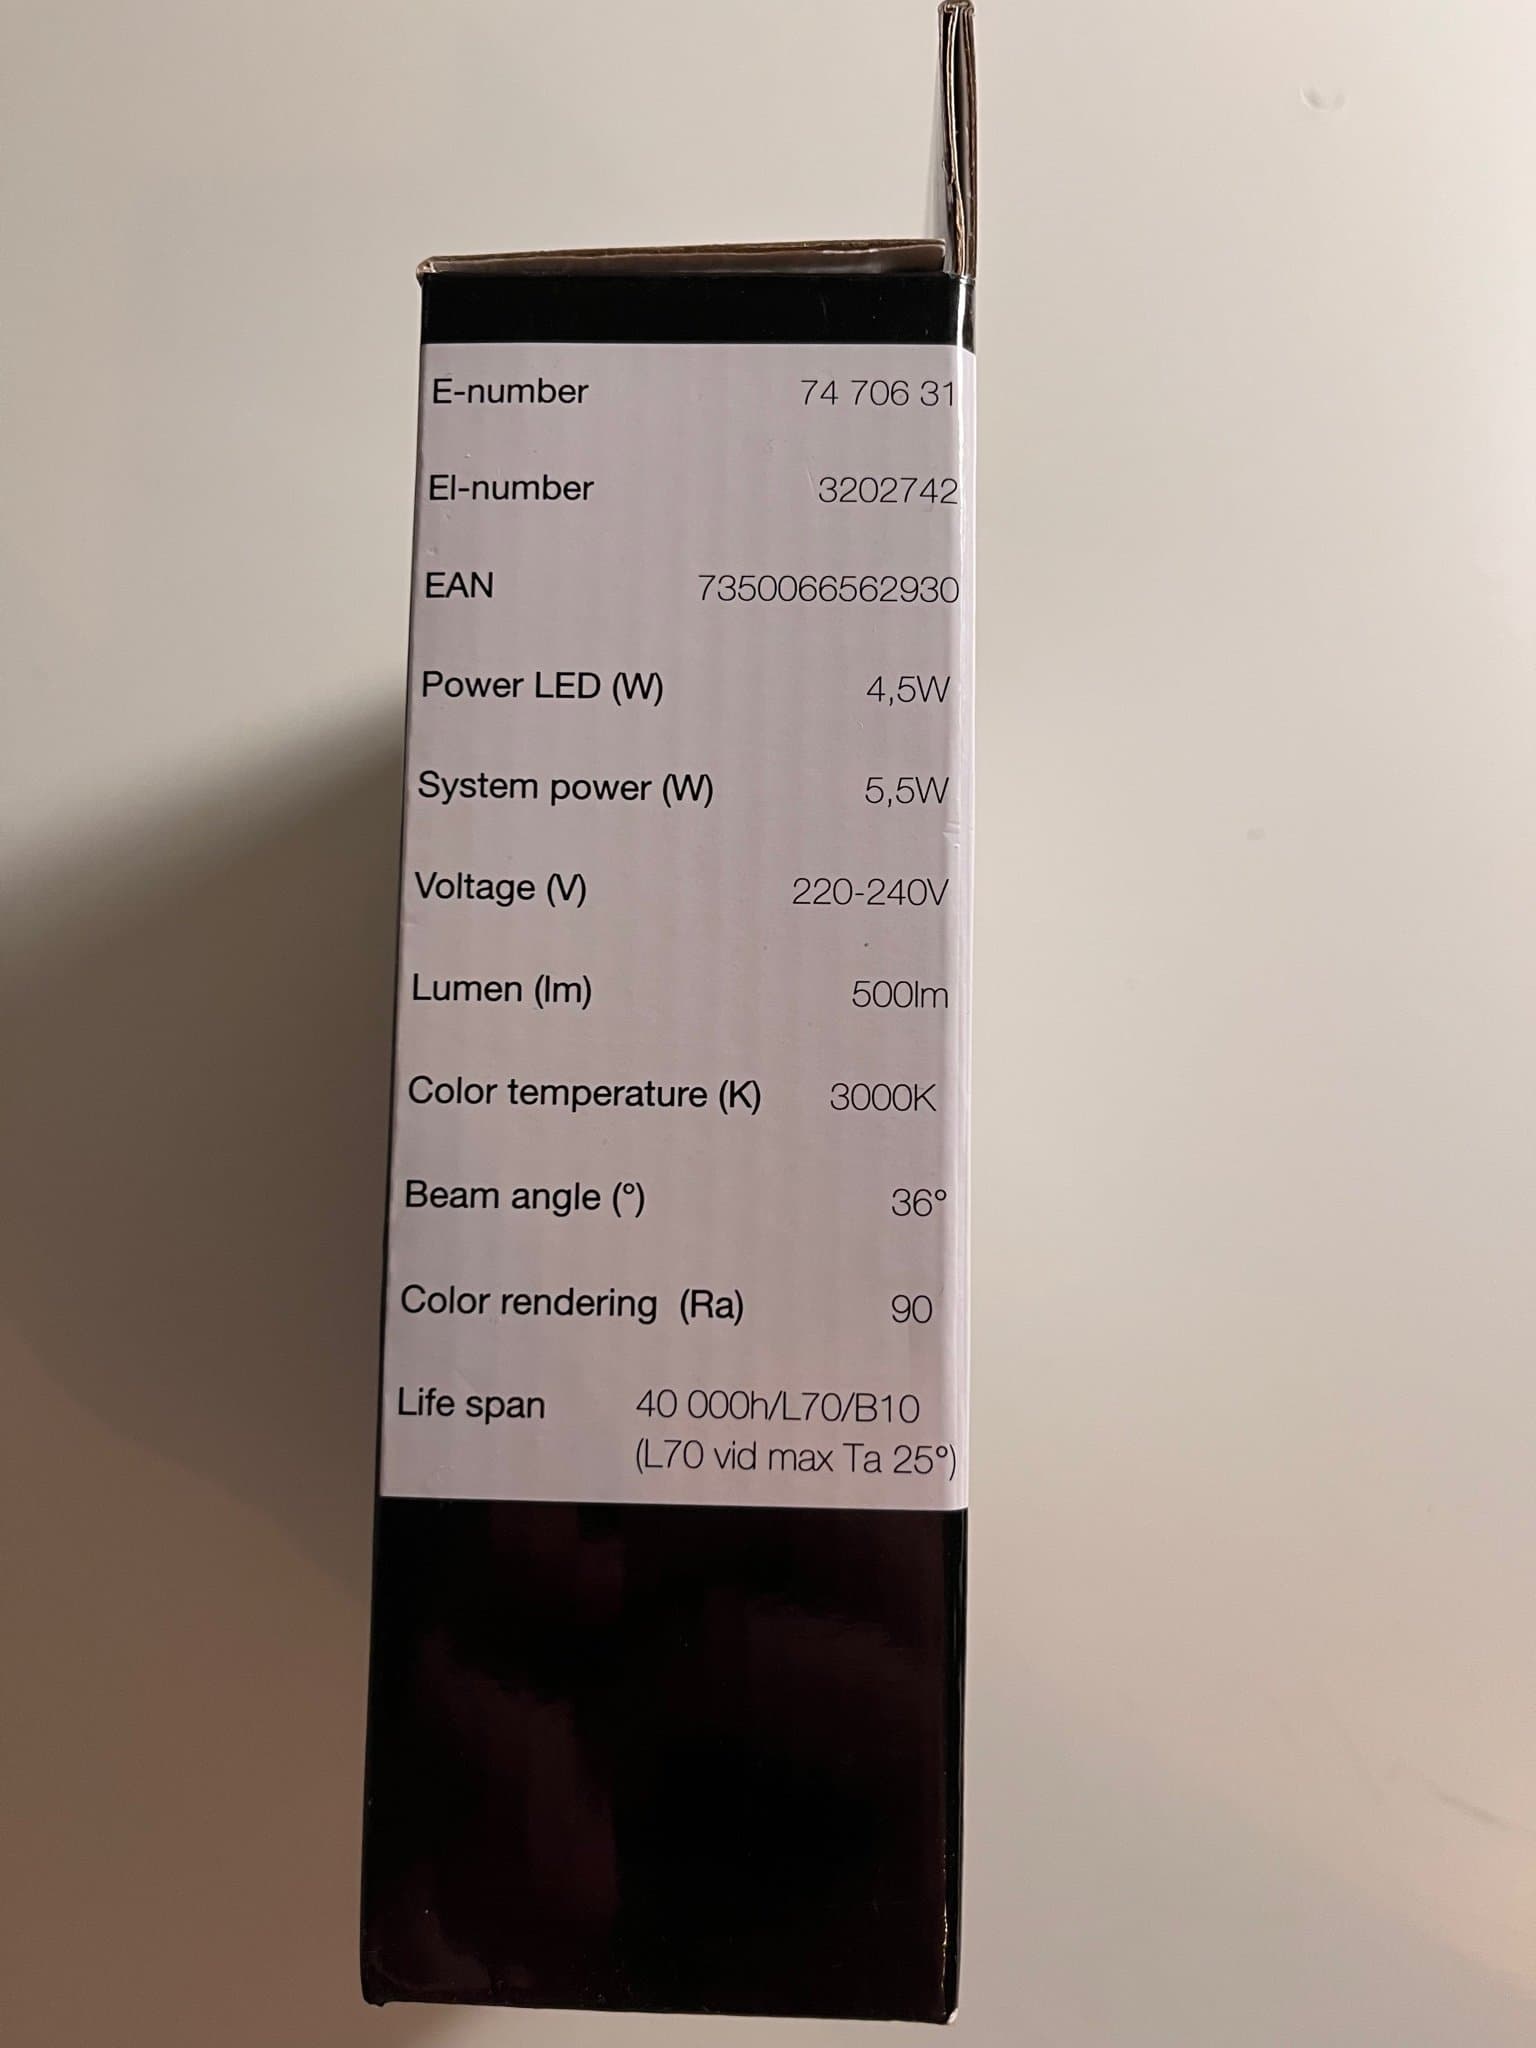 E-number 74 706 31
El-number 3202742
EAN 7350066562930
Power LED (W) 4,5W
System power (W) 5,5W
Voltage (V) 220-240V
Lumen (lm) 500lm
Color temperature (K) 3000K
Beam angle (°) 36°
Color rendering (Ra) 90
Life span 40 000h/L70/B10
(L70 vid max Ta 25°)